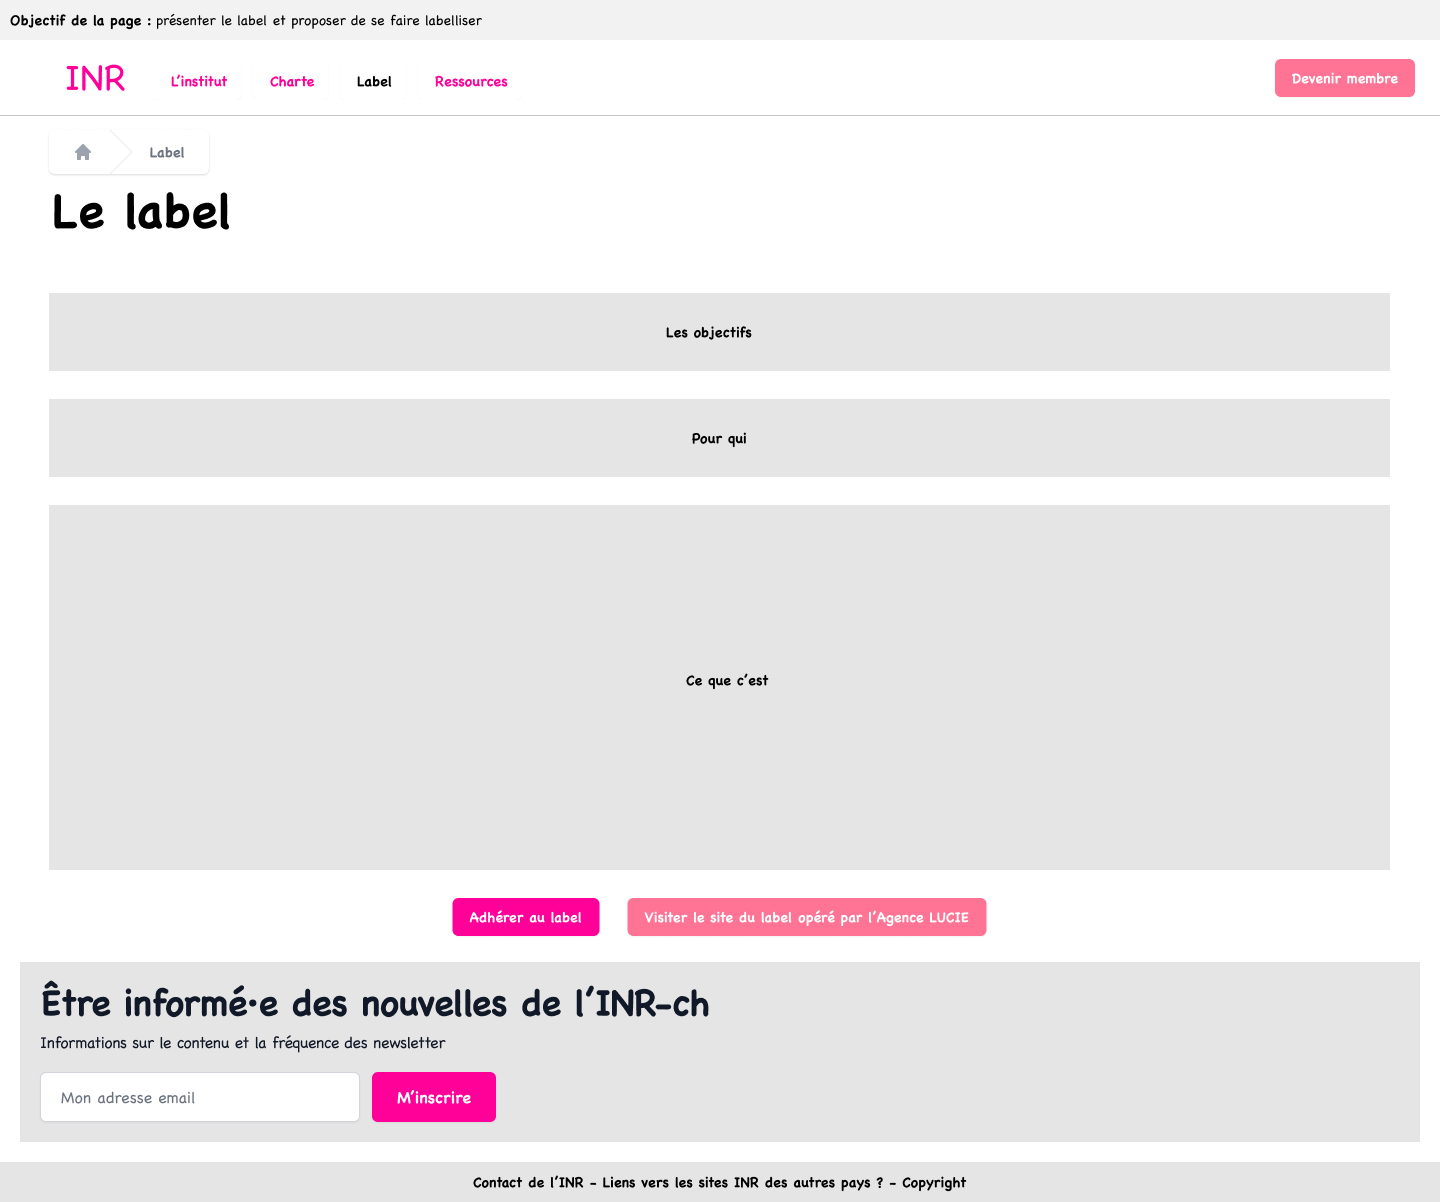 Objectif de la page : présenter le label et proposer de se faire labelliser
INR L’institut Charte Label Ressources Devenir membre
Label
Le label
Les objectifs
Pour qui
Ce que c’est
Adhérer au label Visiter le site du label opéré par l’Agence LUCIE
Être informé·e des nouvelles de l’INR-ch
Informations sur le contenu et la fréquence des newsletter
Mon adresse email M’inscrire
Contact de l’INR - Liens vers les sites INR des autres pays ? - Copyright